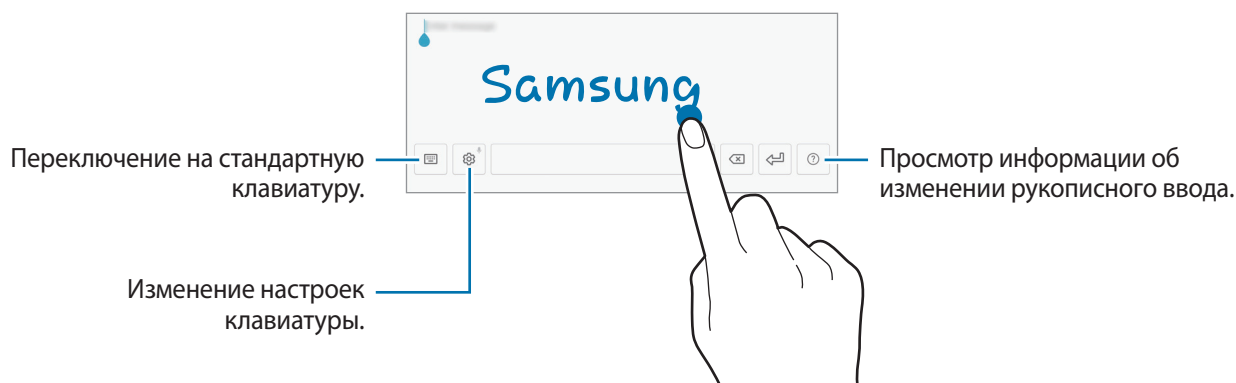 Samsung
Переключение на стандартную
клавиатуру.
Просмотр информации об
изменении рукописного ввода.
Изменение настроек
клавиатуры.